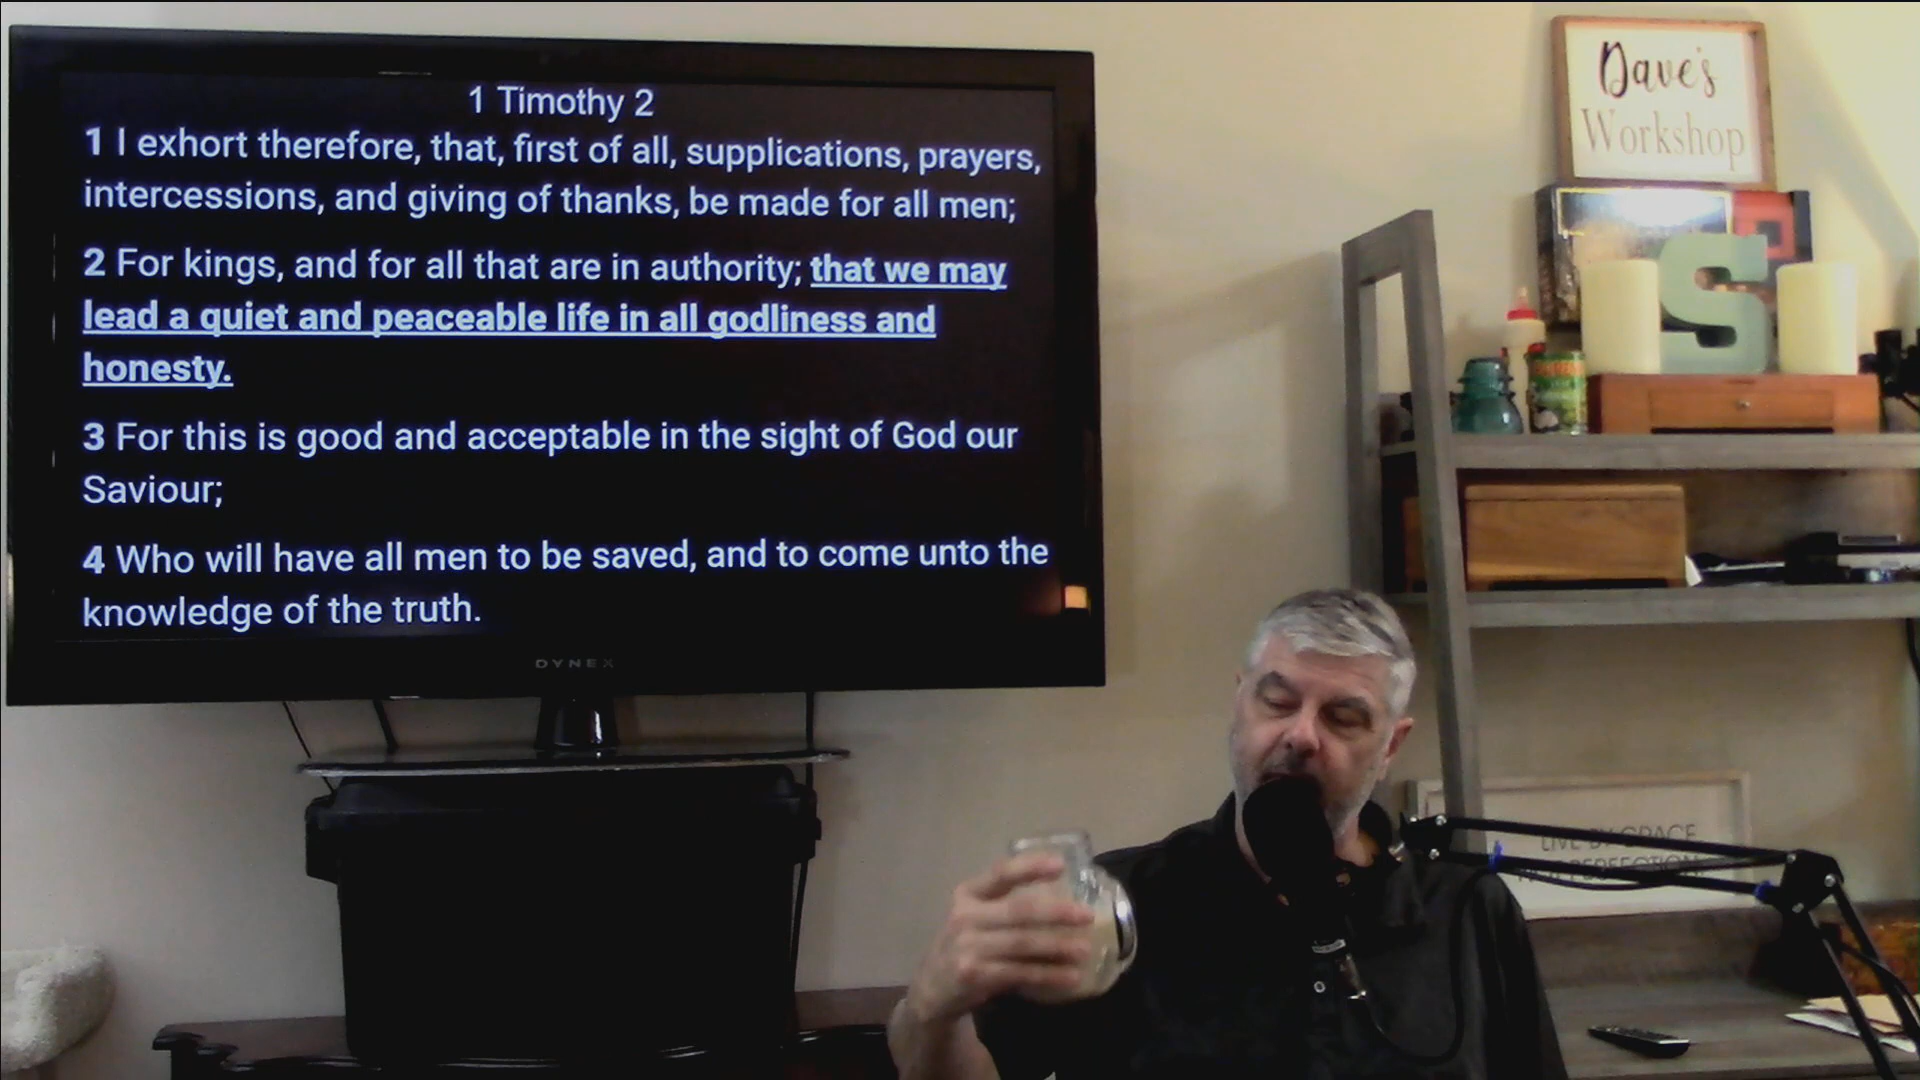 1 Timothy 2
1 I exhort therefore, that, first of all, supplications, prayers,
intercessions, and giving of thanks, be made for all men;
2 For kings, and for all that are in authority; that we may
lead a quiet and peaceable life in all godliness and
honesty.
3 For this is good and acceptable in the sight of God our
Saviour;
4 Who will have all men to be saved, and to come unto the
knowledge of the truth.
DYNEX
Dave's
Workshop
S
LIVE BY GRACE
PERFECTION